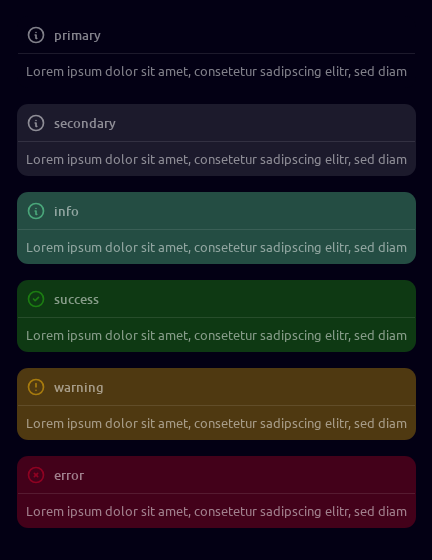 primary
Lorem ipsum dolor sit amet, consetetur sadipscing elitr, sed diam
secondary
Lorem ipsum dolor sit amet, consetetur sadipscing elitr, sed diam
info
Lorem ipsum dolor sit amet, consetetur sadipscing elitr, sed diam
success
Lorem ipsum dolor sit amet, consetetur sadipscing elitr, sed diam
warning
Lorem ipsum dolor sit amet, consetetur sadipscing elitr, sed diam
error
Lorem ipsum dolor sit amet, consetetur sadipscing elitr, sed diam